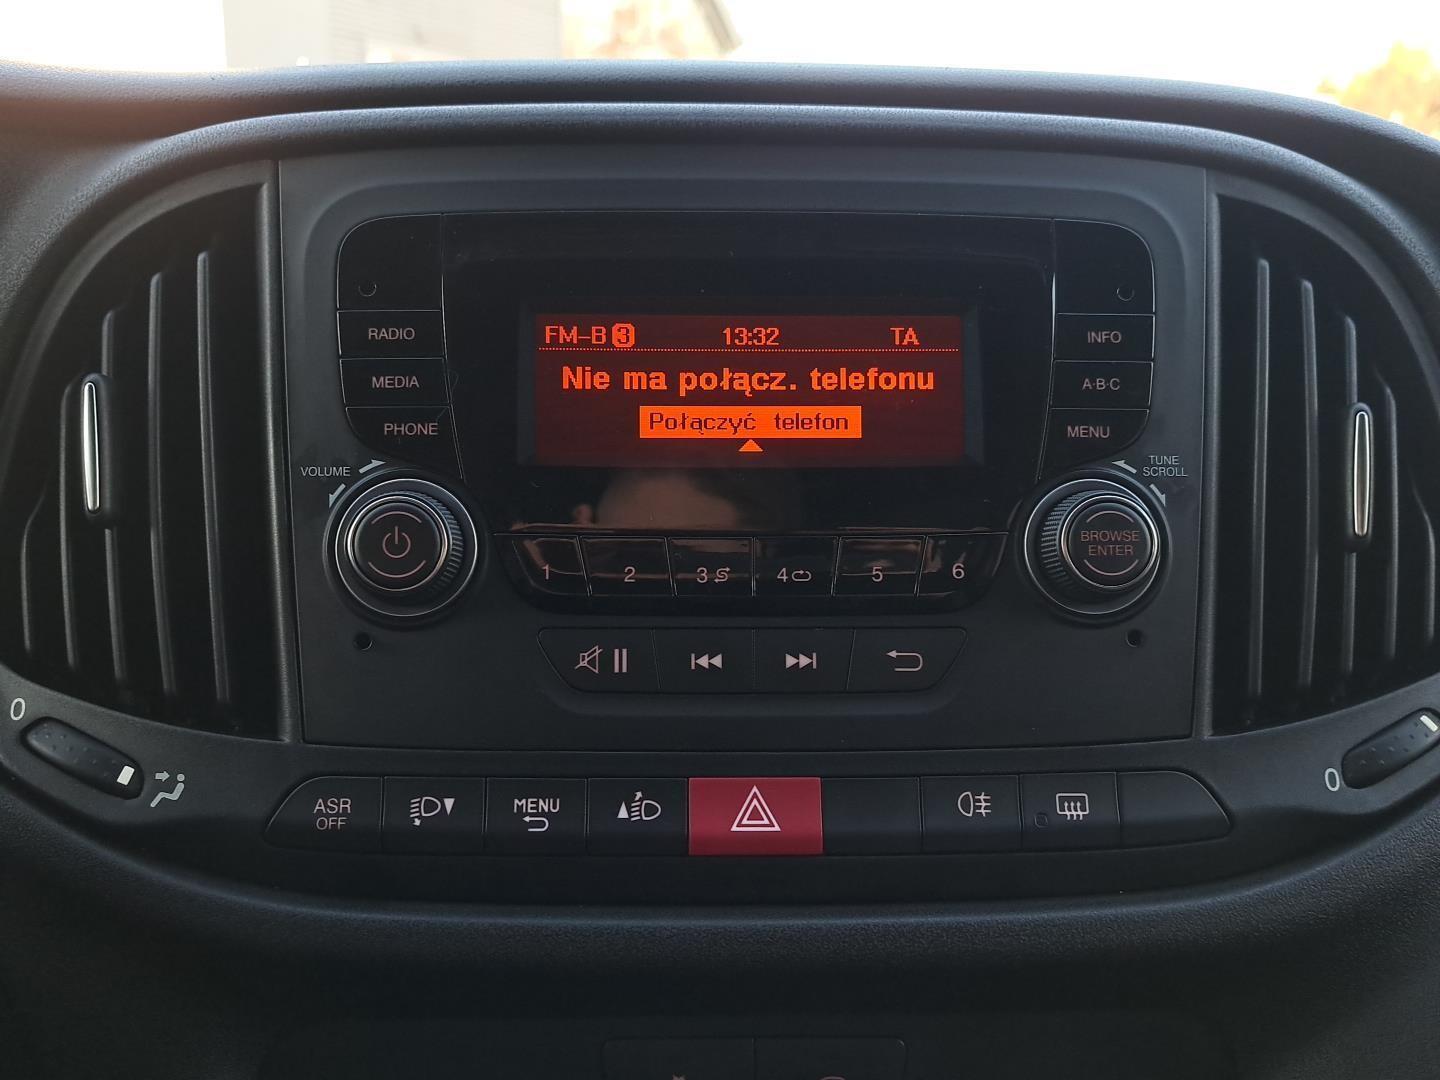 FM-B 3 13:32 TA
Nie ma połącz. telefonu
Połączyć telefon
RADIO
MEDIA
PHONE
VOLUME
INFO
A·B·C
MENU
TUNE
SCROLL
BROWSE
ENTER
1 2 3 4 5 6
0
0
ASR
OFF
MENU